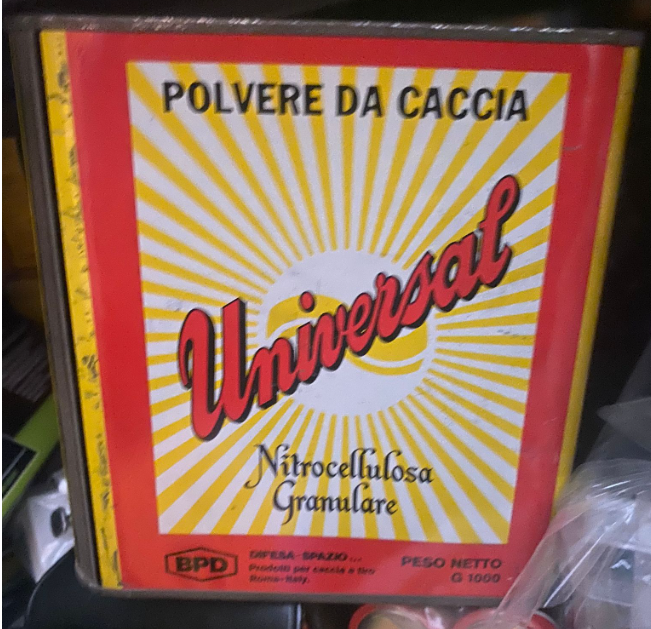 POLVERE DA CACCIA
Universal
Nitrocellulosa
Granulare
BPD
DIFESA-SPAZIO...
Prodotti per caccia e tiro
Roma-Italy.
PESO NETTO
G 1000